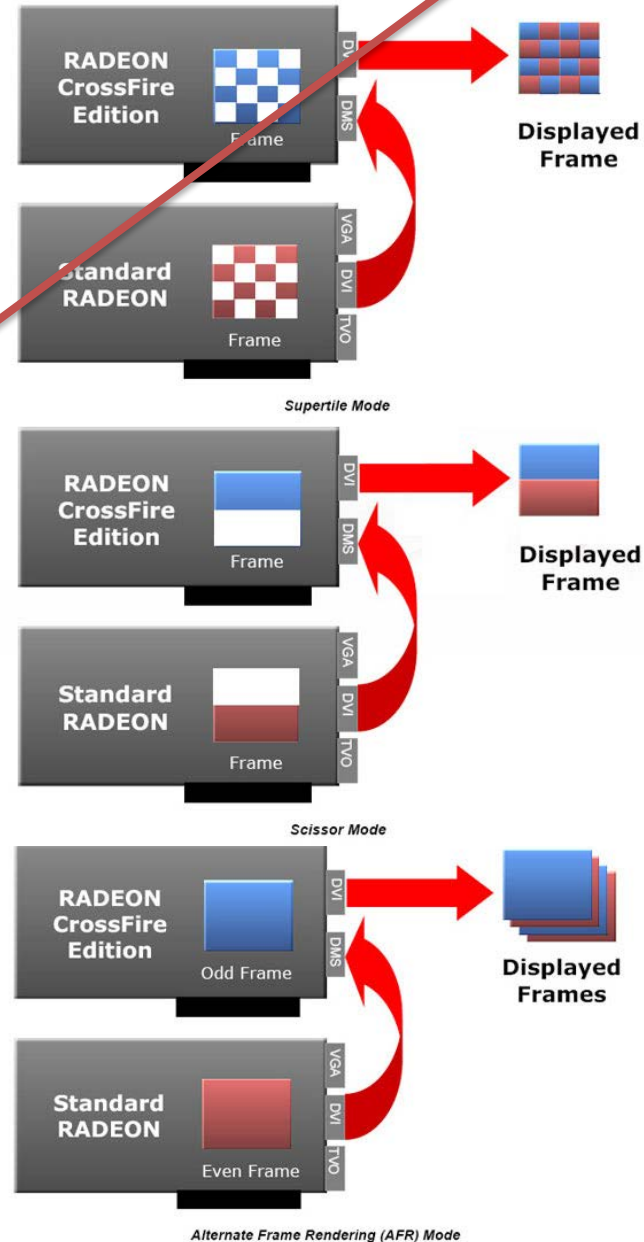 RADEON
CrossFire
Edition
Frame
DVI
DMS
Displayed
Frame
Standard
RADEON
Frame
VGA
DVI
TVO
Supertile Mode
RADEON
CrossFire
Edition
Frame
DVI
DMS
Displayed
Frame
Standard
RADEON
Frame
VGA
DVI
TVO
Scissor Mode
RADEON
CrossFire
Edition
Odd Frame
DVI
DMS
Displayed
Frames
Standard
RADEON
Even Frame
VGA
DVI
TVO
Alternate Frame Rendering (AFR) Mode